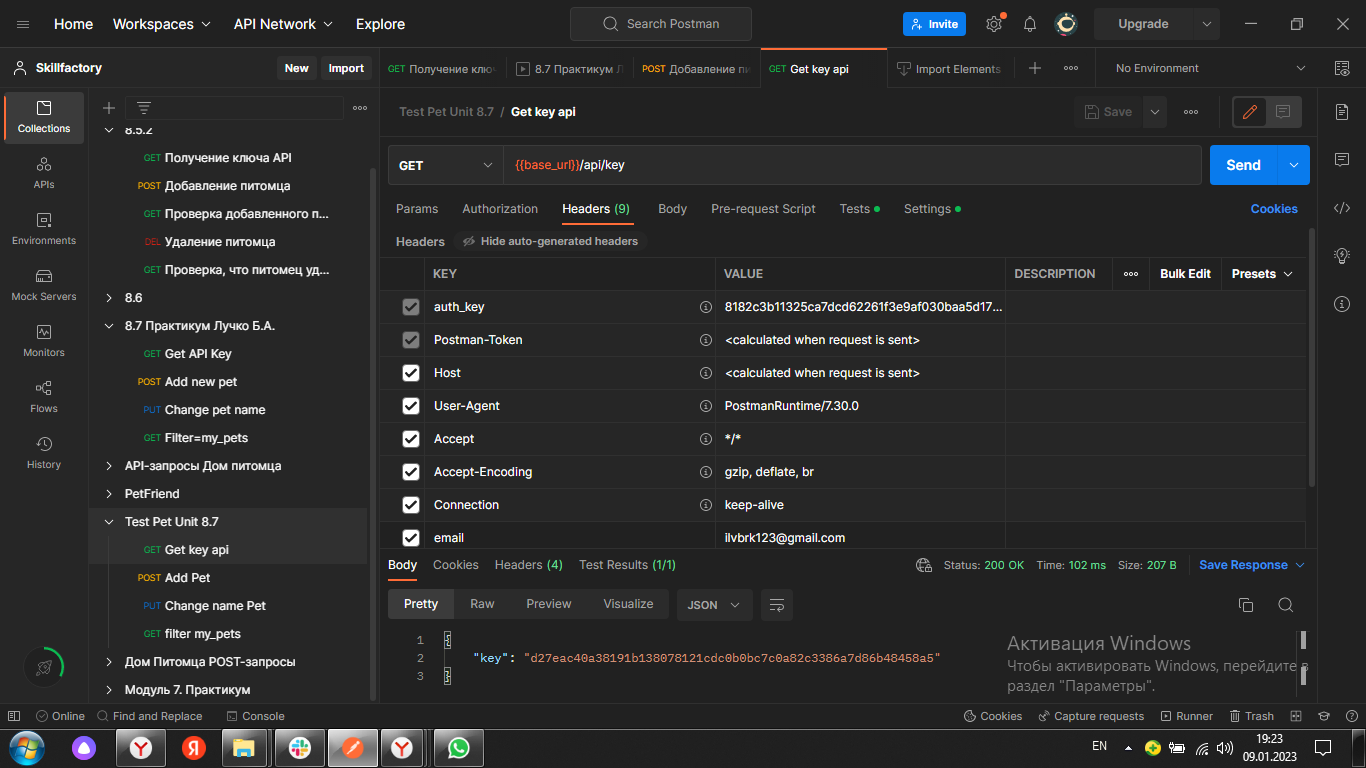 Home Workspaces API Network Explore Search Postman Invite Upgrade
Skillfactory New Import
GET Получение клю POST Добавление пи GET Get key api Import Elements No Environment
8.7 Практикум Л
Collections
APIs
Environments
Mock Servers
Monitors
Flows
History
8.5.2
GET Получение ключа API
POST Добавление питомца
GET Проверка добавленного п...
DEL Удаление питомца
GET Проверка, что питомец уд...
8.6
8.7 Практикум Лучко Б.А.
GET Get API Key
POST Add new pet
PUT Change pet name
GET Filter=my_pets
API-запросы Дом питомца
PetFriend
Test Pet Unit 8.7
GET Get key api
POST Add Pet
PUT Change name Pet
GET filter my_pets
Дом Питомца POST-запросы
Модуль 7. Практикум
Test Pet Unit 8.7 / Get key api Save
GET {{base_url}}/api/key Send
Params Authorization Headers (9) Body Pre-request Script Tests Settings Cookies
Headers Hide auto-generated headers
KEY VALUE DESCRIPTION Bulk Edit Presets
auth_key 8182c3b11325ca7dcd62261f3e9af030baa5d17...
Postman-Token <calculated when request is sent>
Host <calculated when request is sent>
User-Agent PostmanRuntime/7.30.0
Accept */*
Accept-Encoding gzip, deflate, br
Connection keep-alive
email ilvbrk123@gmail.com
Body Cookies Headers (4) Test Results (1/1) Status: 200 OK Time: 102 ms Size: 207 B Save Response
Pretty Raw Preview Visualize JSON
1 {
2 "key": "d27eac40a38191b138078121cdc0b0bc7c0a82c3386a7d86b48458a5"
3 }
Активация Windows
Чтобы активировать Windows, перейдите в
раздел "Параметры".
Online Find and Replace Console Cookies Capture requests Runner Trash
EN 19:23
09.01.2023